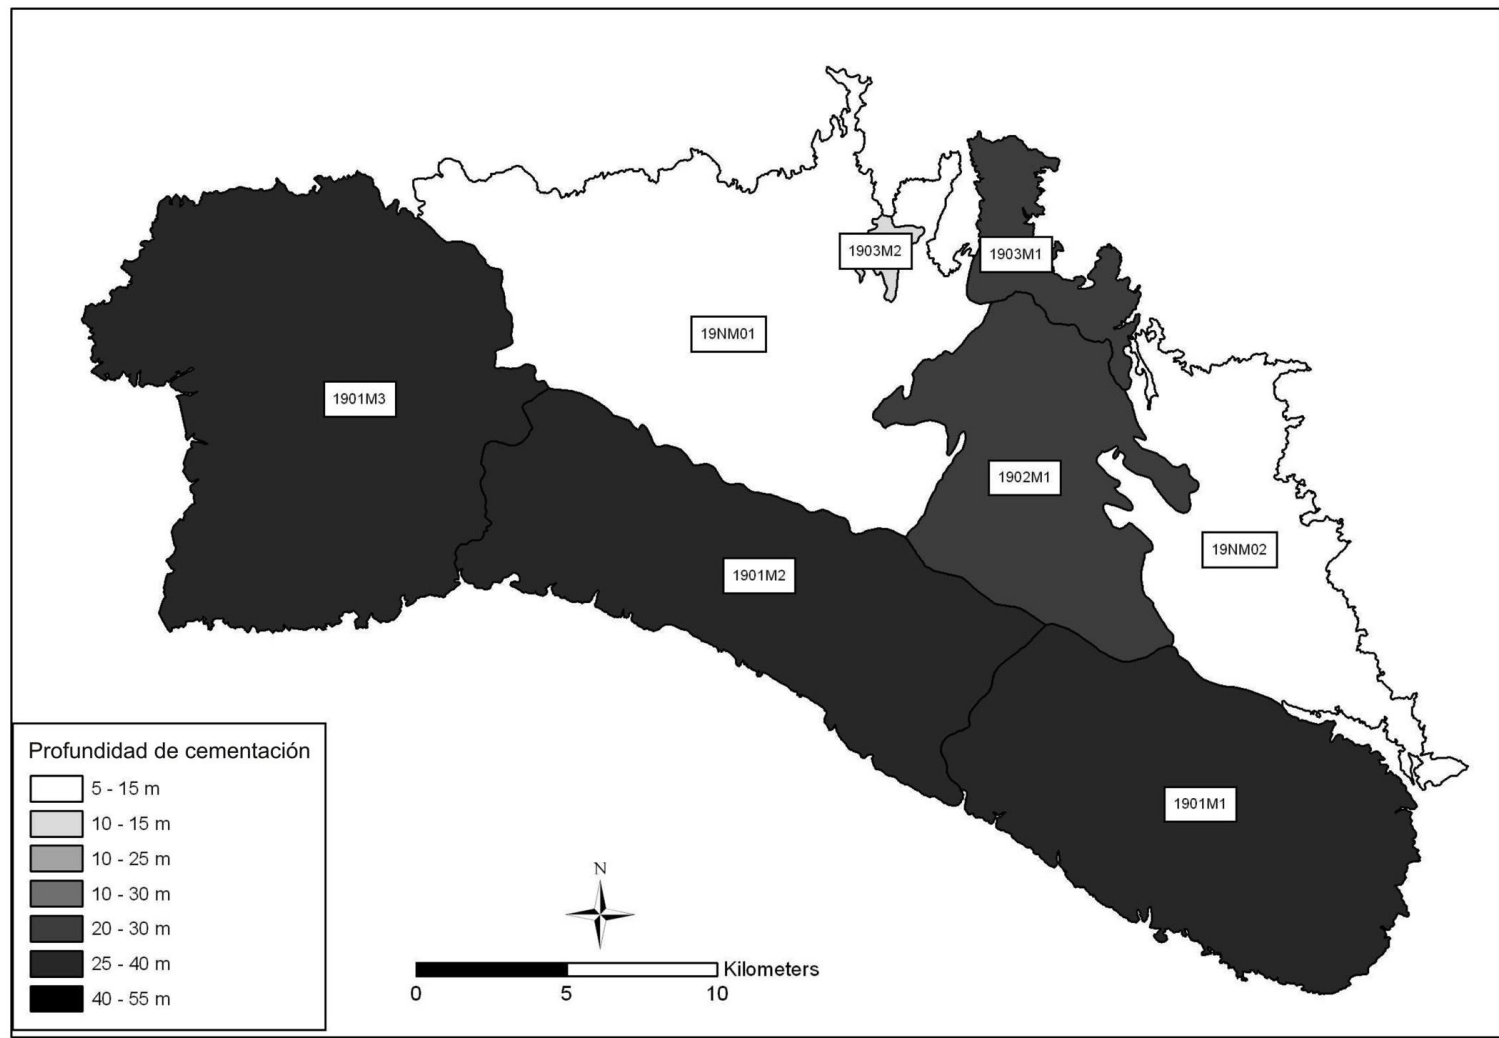 1903M2
1903M1
19NM01
1901M3
1902M1
19NM02
1901M2
1901M1
Profundidad de cementación
5 - 15 m
10 - 15 m
10 - 25 m
10 - 30 m
20 - 30 m
25 - 40 m
40 - 55 m
N
Kilometers
0 5 10